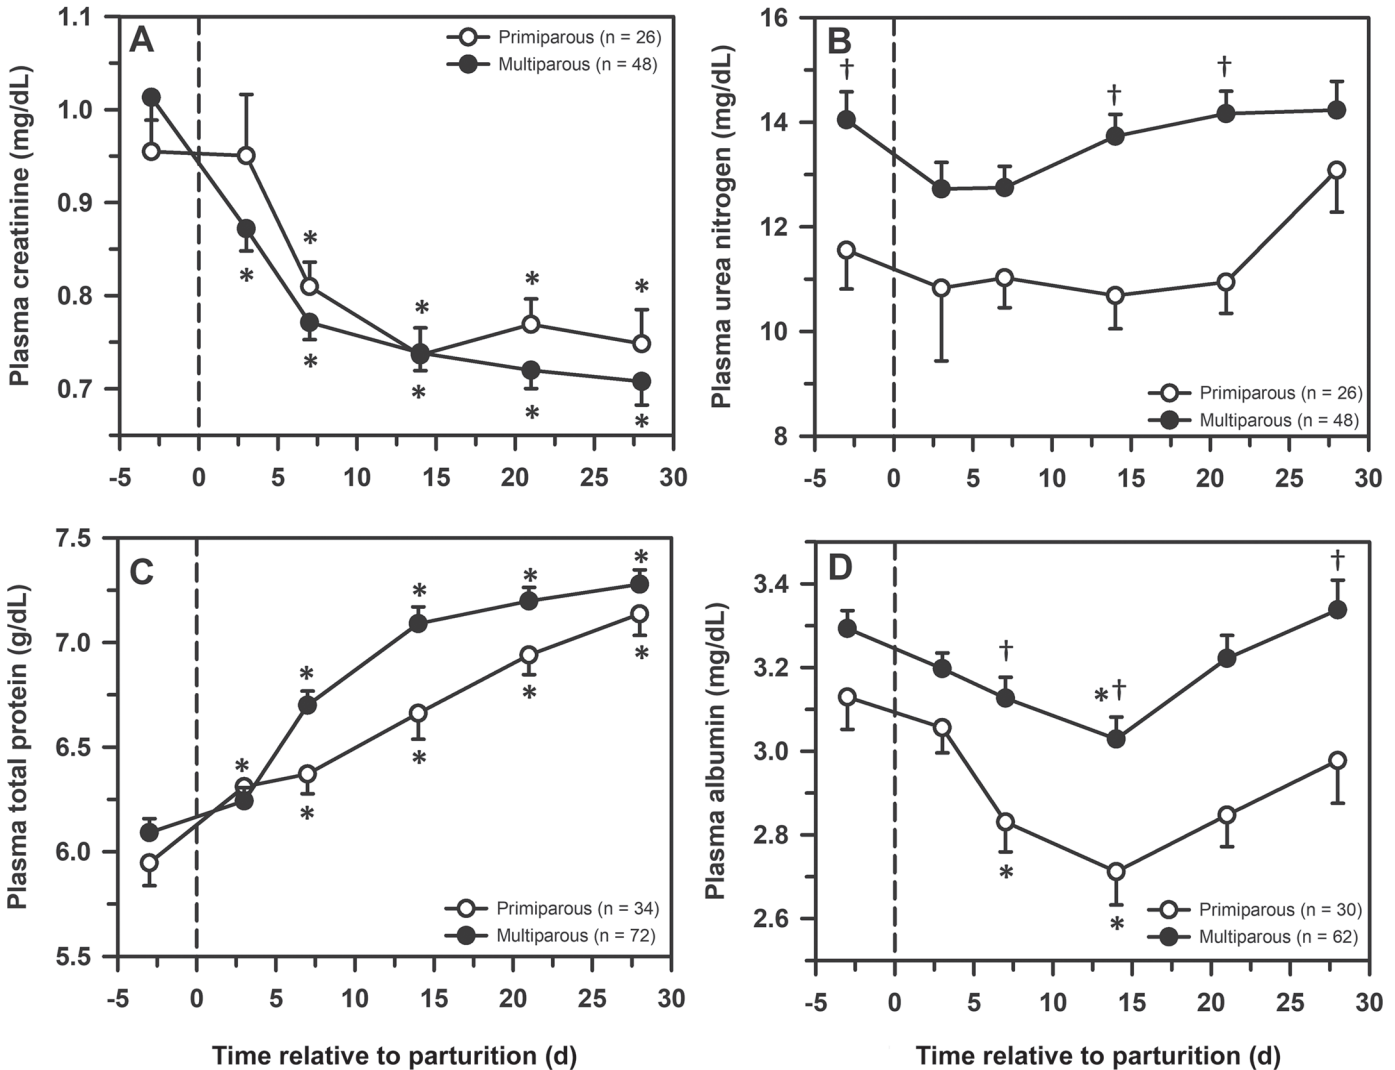 A
Primiparous (n = 26)
Multiparous (n = 48)
Plasma creatinine (mg/dL)
1.1
1.0
0.9
0.8
0.7
* * * *
* * * * *
-5 0 5 10 15 20 25 30
B
Plasma urea nitrogen (mg/dL)
16
14
12
10
8
† † †
Primiparous (n = 26)
Multiparous (n = 48)
-5 0 5 10 15 20 25 30
C
Plasma total protein (g/dL)
7.5
7.0
6.5
6.0
5.5
* * * * *
* * * *
Primiparous (n = 34)
Multiparous (n = 72)
-5 0 5 10 15 20 25 30
Time relative to parturition (d)
D
Plasma albumin (mg/dL)
3.4
3.2
3.0
2.8
2.6
† *† †
* *
Primiparous (n = 30)
Multiparous (n = 62)
-5 0 5 10 15 20 25 30
Time relative to parturition (d)